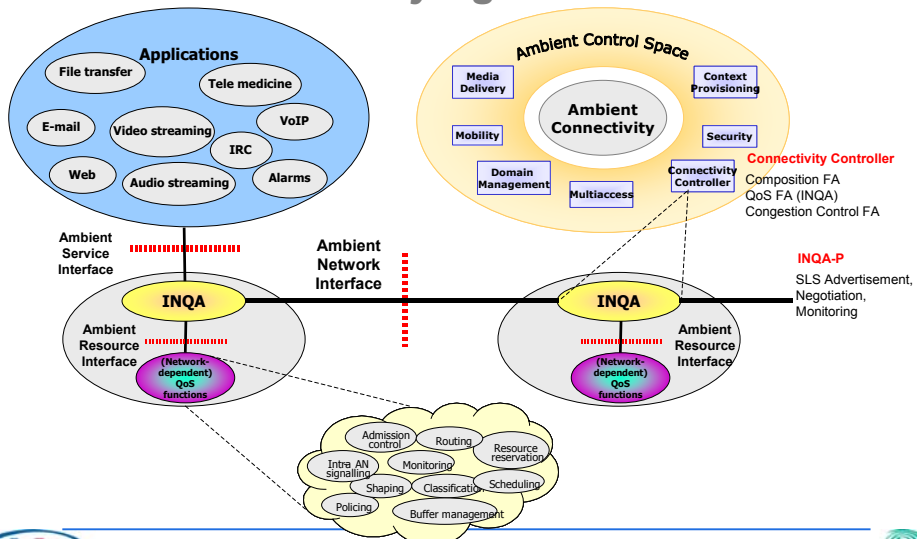 Applications
File transfer
Tele medicine
E-mail
Video streaming
VoIP
IRC
Web
Audio streaming
Alarms
Ambient Control Space
Media
Delivery
Context
Provisioning
Ambient
Connectivity
Mobility
Security
Domain
Management
Multiaccess
Connectivity
Controller
Connectivity Controller
Composition FA
QoS FA (INQA)
Congestion Control FA
Ambient
Service
Interface
Ambient
Network
Interface
INQA-P
SLS Advertisement,
Negotiation,
Monitoring
INQA
Ambient
Resource
Interface
(Network-
dependent)
QoS
functions
INQA
Ambient
Resource
Interface
(Network-
dependent)
QoS
functions
Admission
control
Routing
Resource
reservation
Intra AN
signalling
Monitoring
Shaping
Classification
Scheduling
Policing
Buffer management